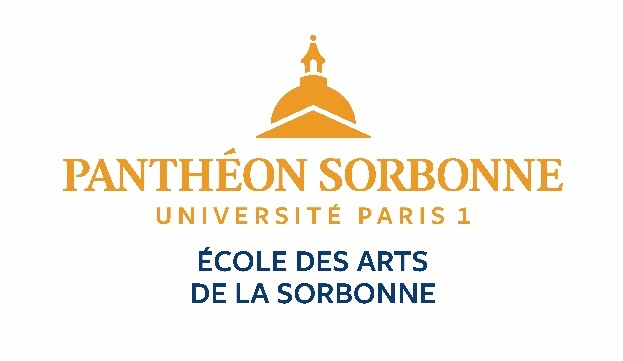 PANTHÉON SORBONNE
UNIVERSITÉ PARIS 1
ÉCOLE DES ARTS
DE LA SORBONNE